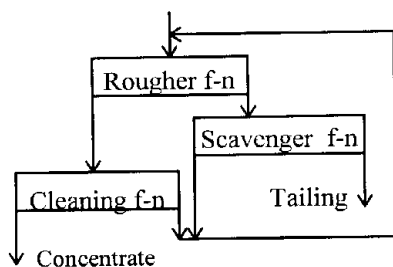 Rougher f-n
Scavenger f-n
Cleaning f-n
Tailing
Concentrate